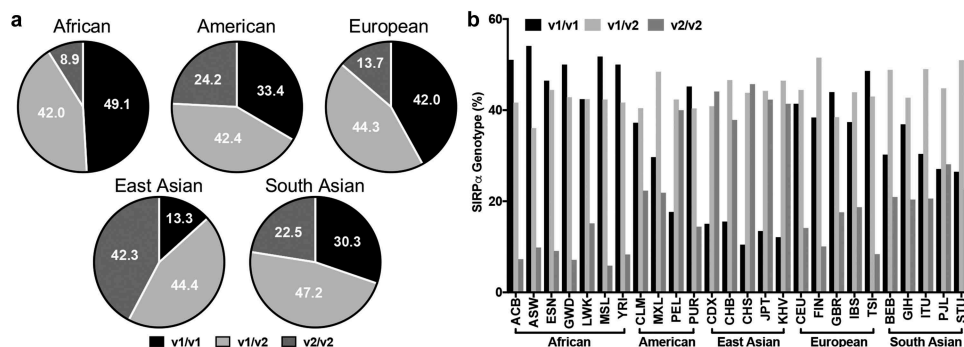 a
African
American
European
8.9
49.1
42.0
24.2
33.4
42.4
13.7
42.0
44.3
East Asian
South Asian
13.3
42.3
44.4
22.5
30.3
47.2
v1/v1 v1/v2 v2/v2
b
v1/v1 v1/v2 v2/v2
SIRPα Genotype (%)
60
40
20
0
ACB ASW ESN GWD LWK MSL YRI CLM MXL PEL PUR CDX CHB CHS JPT KHV CEU FIN GBR IBS TSI BEB GIH ITU PJL STU
African American East Asian European South Asian